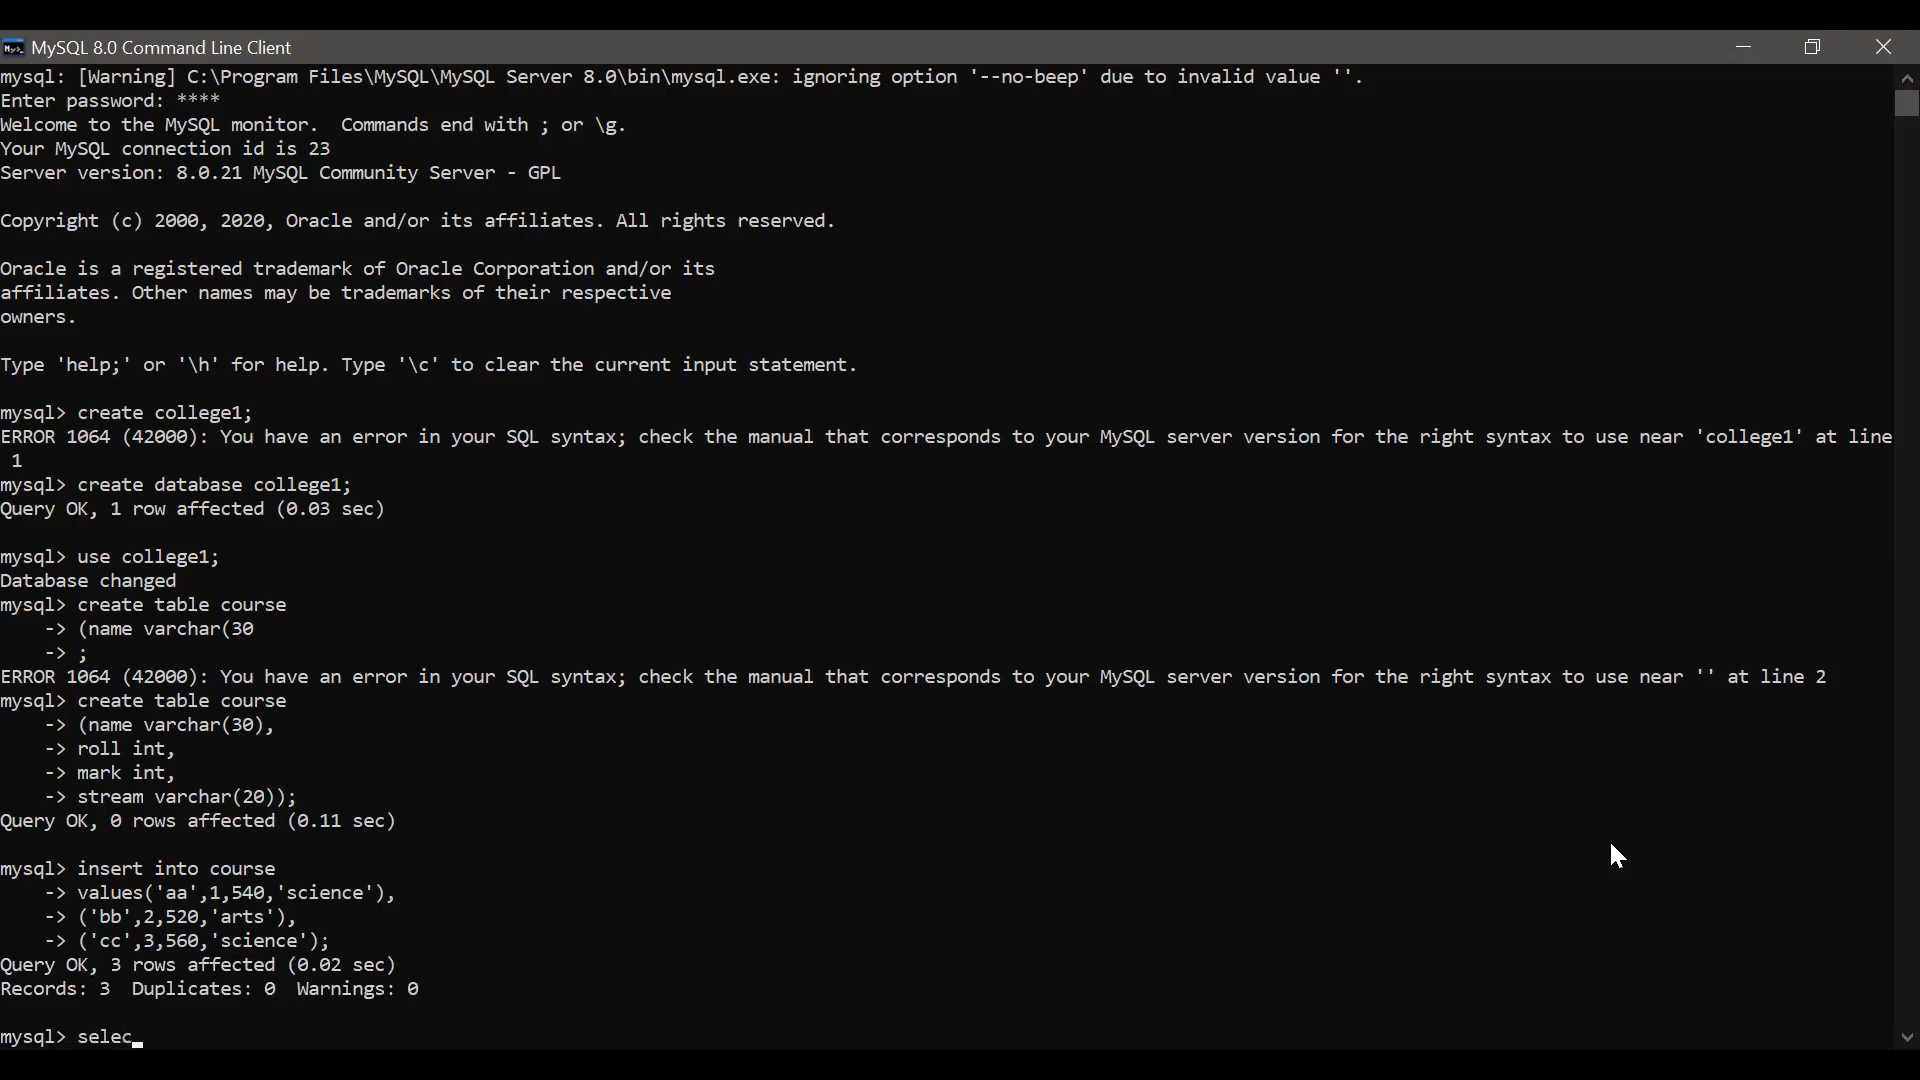 MySQL 8.0 Command Line Client
mysql: [Warning] C:\Program Files\MySQL\MySQL Server 8.0\bin\mysql.exe: ignoring option '--no-beep' due to invalid value ''.
Enter password: ****
Welcome to the MySQL monitor.  Commands end with ; or \g.
Your MySQL connection id is 23
Server version: 8.0.21 MySQL Community Server - GPL
Copyright (c) 2000, 2020, Oracle and/or its affiliates. All rights reserved.
Oracle is a registered trademark of Oracle Corporation and/or its
affiliates. Other names may be trademarks of their respective
owners.
Type 'help;' or '\h' for help. Type '\c' to clear the current input statement.
mysql> create college1;
ERROR 1064 (42000): You have an error in your SQL syntax; check the manual that corresponds to your MySQL server version for the right syntax to use near 'college1' at line
1
mysql> create database college1;
Query OK, 1 row affected (0.03 sec)
mysql> use college1;
Database changed
mysql> create table course
    -> (name varchar(30
    -> ;
ERROR 1064 (42000): You have an error in your SQL syntax; check the manual that corresponds to your MySQL server version for the right syntax to use near '' at line 2
mysql> create table course
    -> (name varchar(30),
    -> roll int,
    -> mark int,
    -> stream varchar(20));
Query OK, 0 rows affected (0.11 sec)
mysql> insert into course
    -> values('aa',1,540,'science'),
    -> ('bb',2,520,'arts'),
    -> ('cc',3,560,'science');
Query OK, 3 rows affected (0.02 sec)
Records: 3  Duplicates: 0  Warnings: 0
mysql> selec